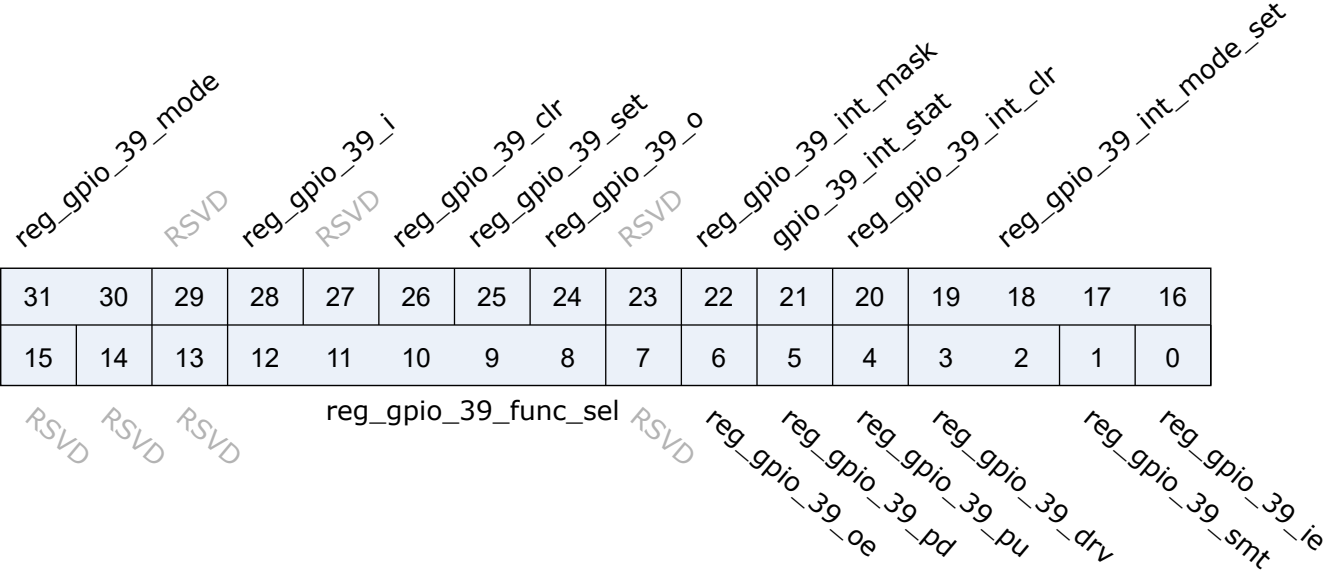 reg_gpio_39_mode
RSVD
reg_gpio_39_i
RSVD
reg_gpio_39_clr
reg_gpio_39_set
reg_gpio_39_o
RSVD
reg_gpio_39_int_mask
gpio_39_int_stat
reg_gpio_39_int_clr
reg_gpio_39_int_mode_set
31 30 29 28 27 26 25 24 23 22 21 20 19 18 17 16
15 14 13 12 11 10 9 8 7 6 5 4 3 2 1 0
RSVD
RSVD
RSVD
reg_gpio_39_func_sel
RSVD
reg_gpio_39_oe
reg_gpio_39_pd
reg_gpio_39_pu
reg_gpio_39_drv
reg_gpio_39_smt
reg_gpio_39_ie